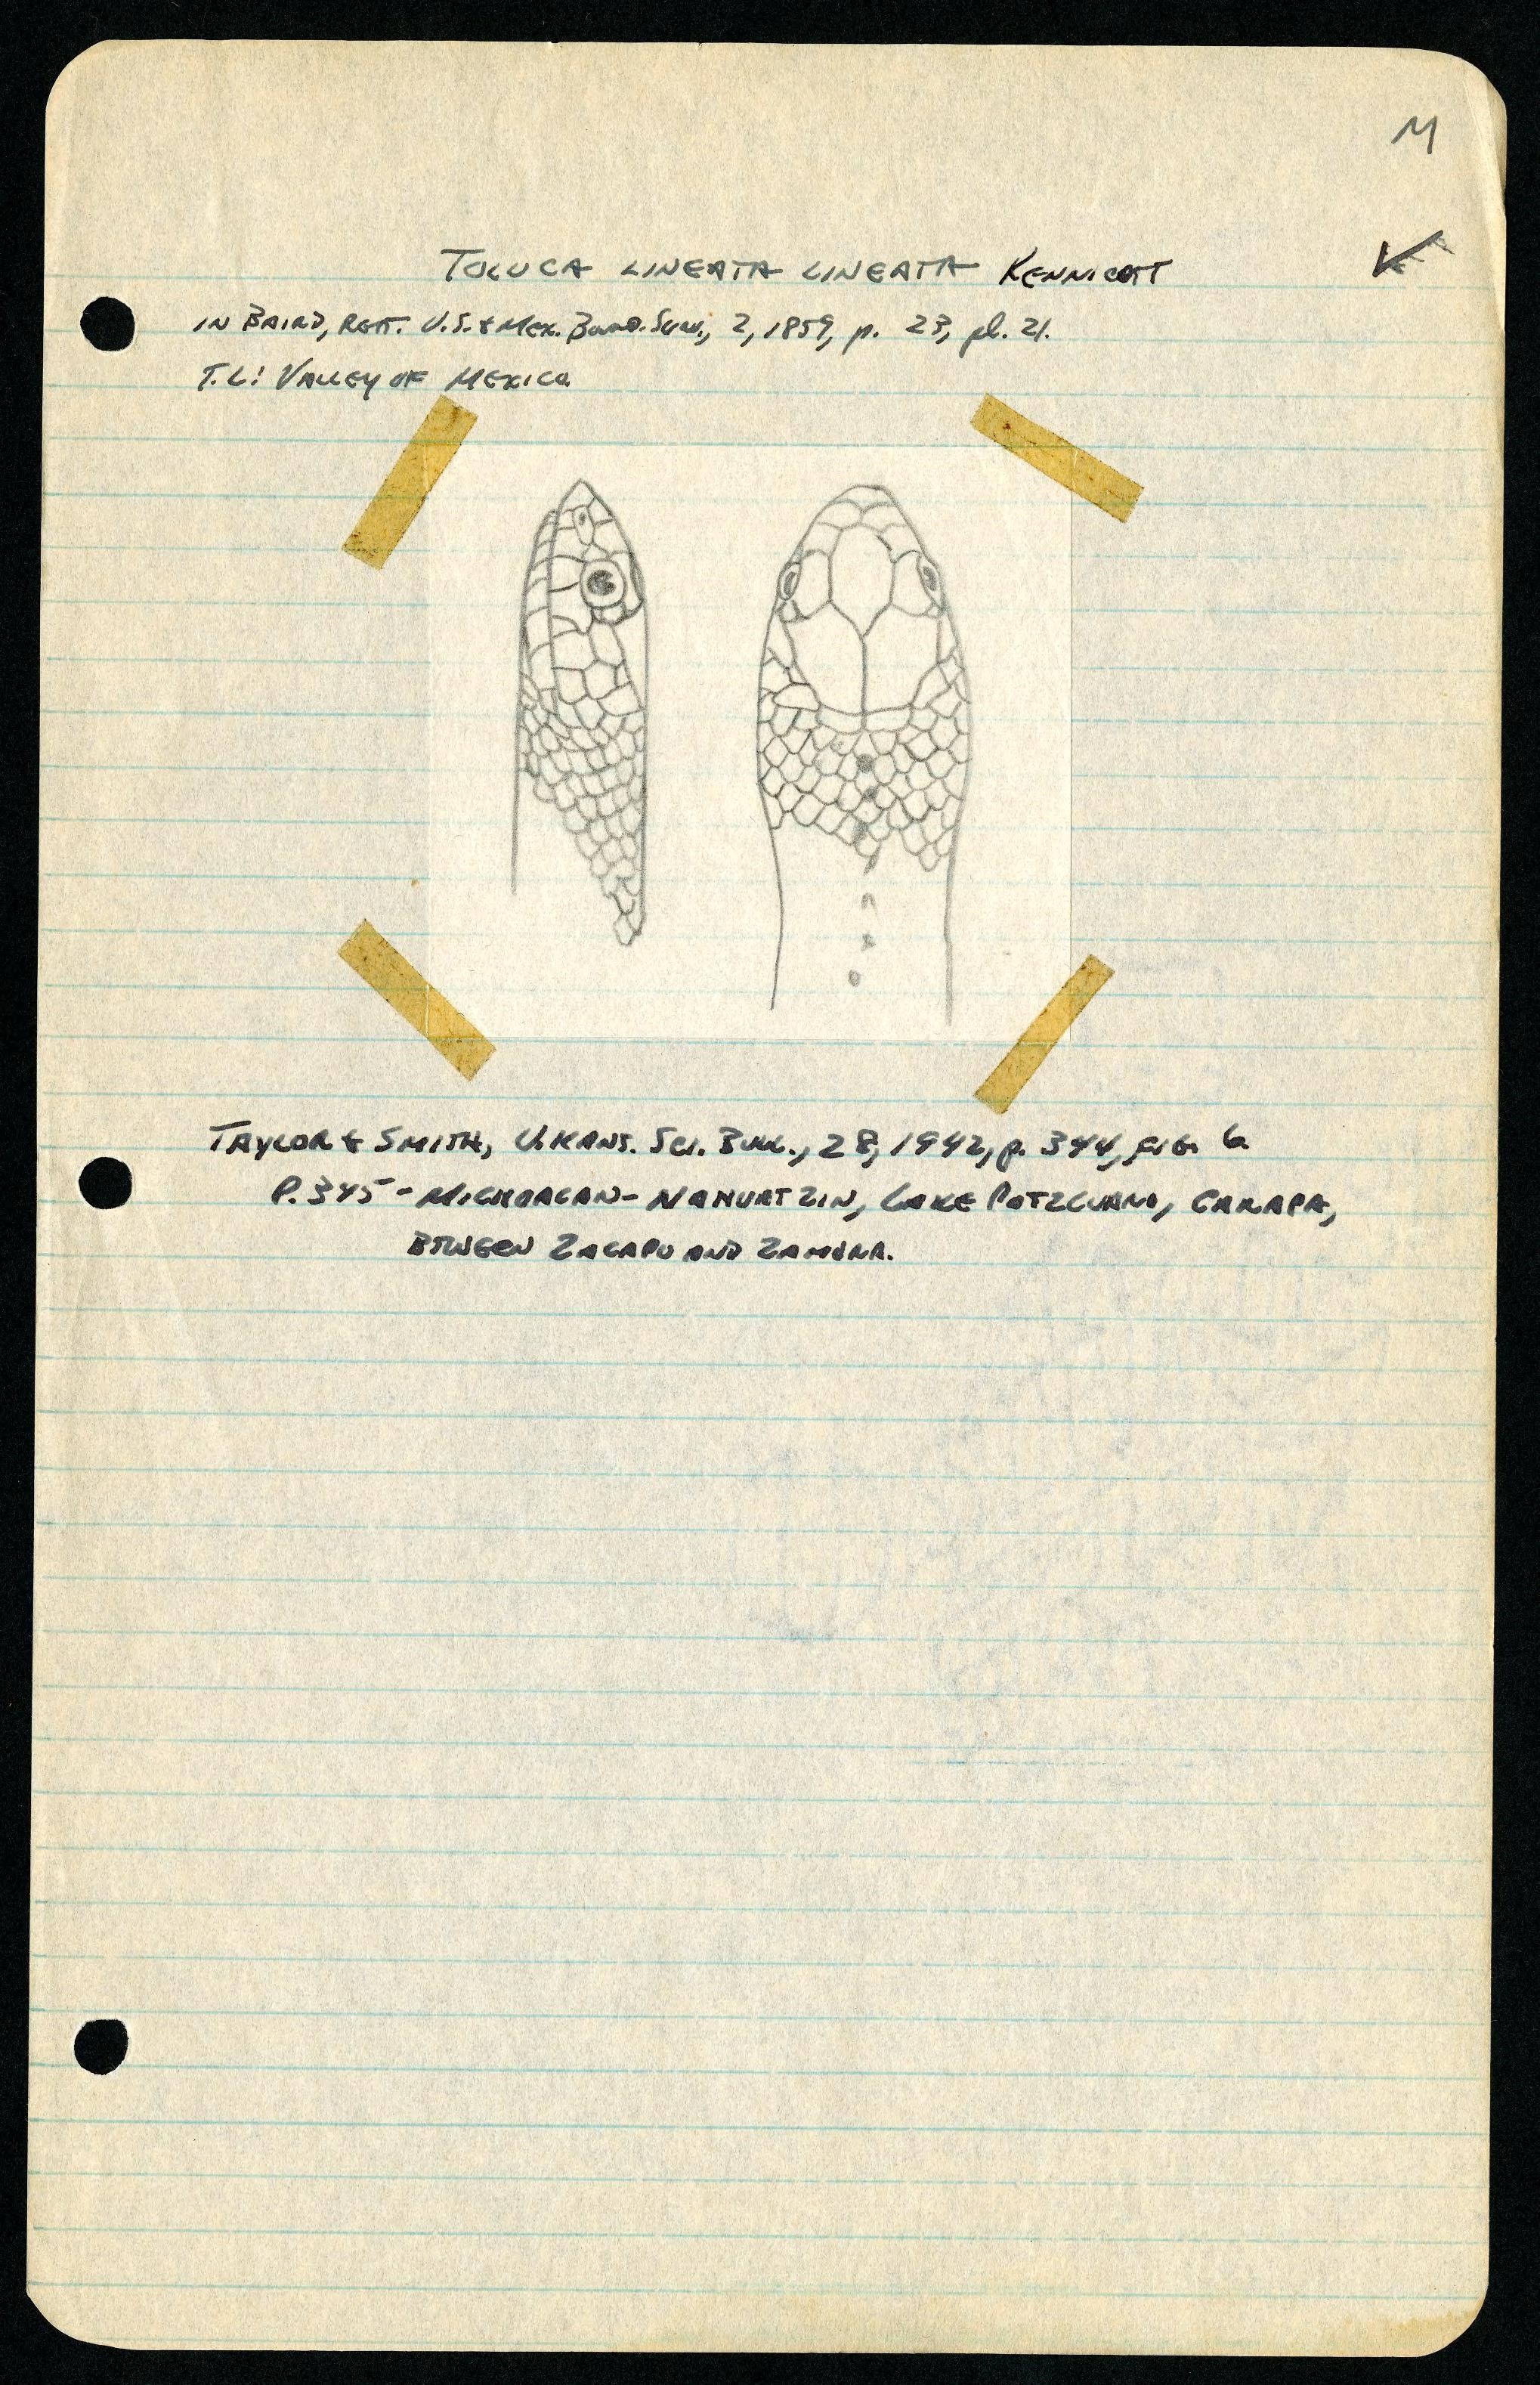 M
TOLUCA LINEATA LINEATA KENNICOTT
IN BAIRD, REPT. U.S. & MEX. BOUND. SURV., 2, 1859, p. 23, pl. 21.
T.L: VALLEY OF MEXICO
TAYLOR & SMITH, U. KANS. SCI. BULL., 28, 1942, p. 344, FIG. 6
P. 345 - MICHOACAN - NAHUATZIN, LAKE PATZCUARO, CARAPA,
BTWEEN ZACAPU AND ZAMORA.